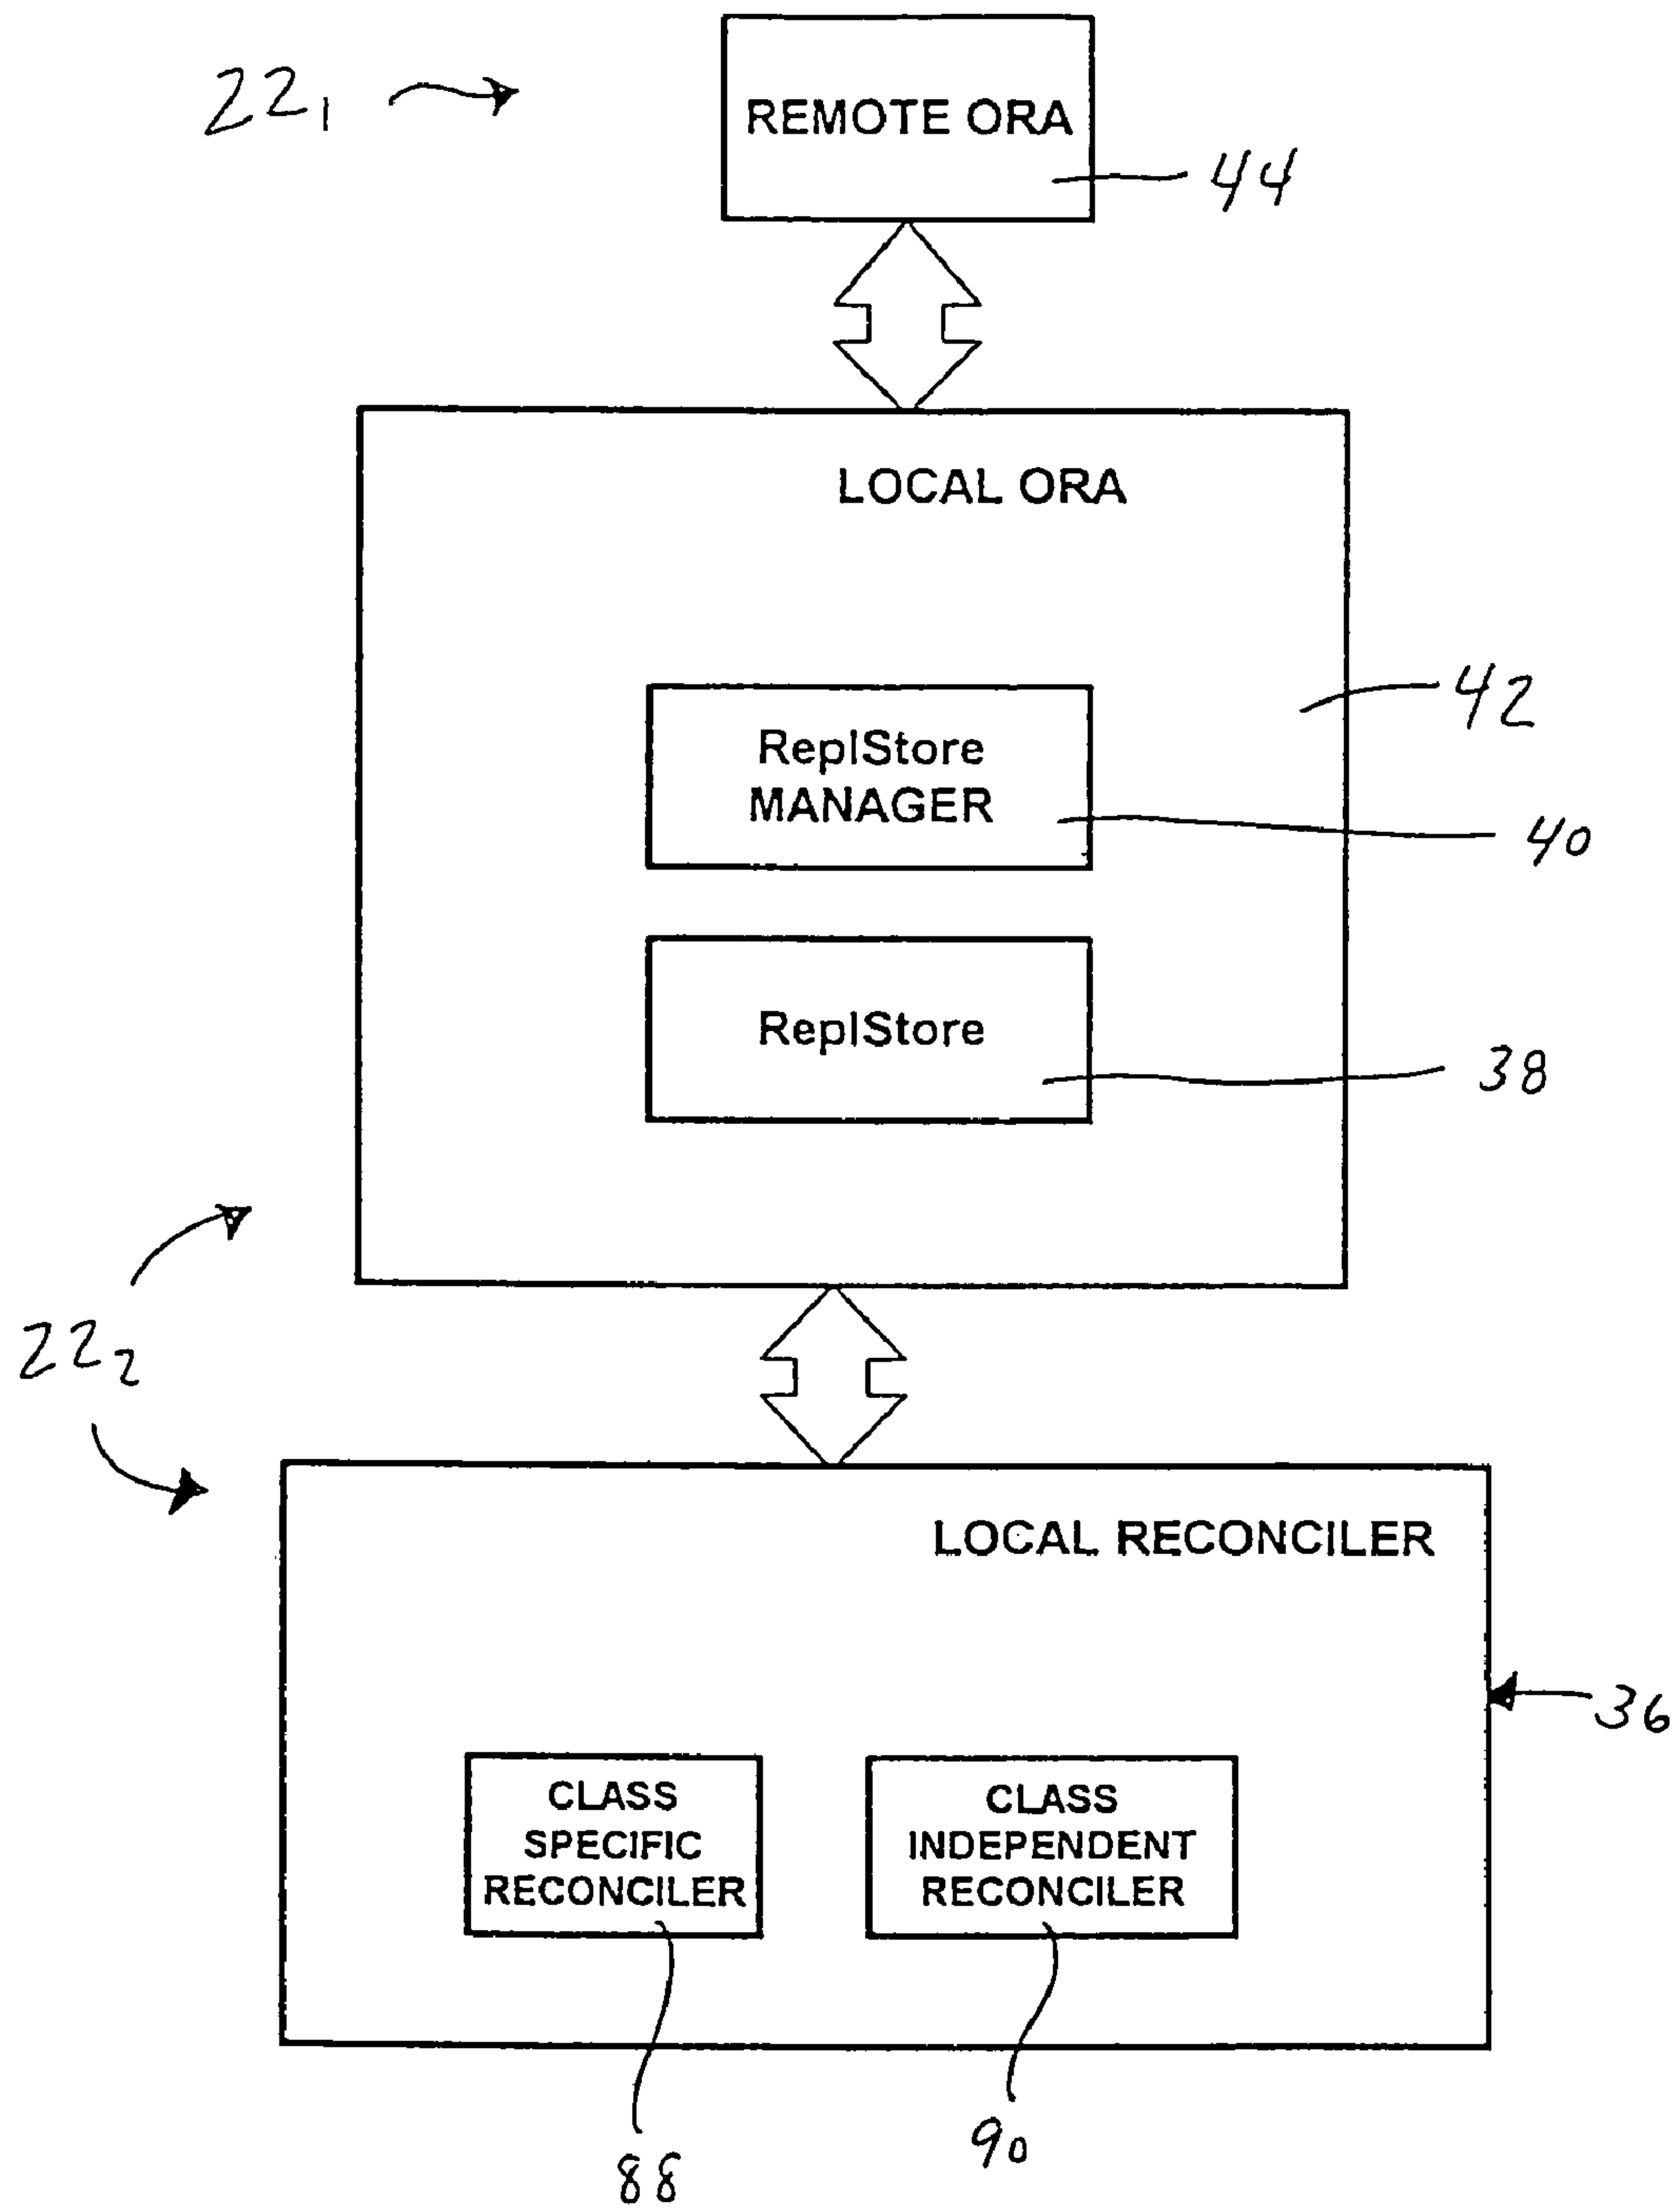 22₁
REMOTE ORA
44
LOCAL ORA
42
ReplStore
MANAGER
40
ReplStore
38
22₂
LOCAL RECONCILER
36
CLASS
SPECIFIC
RECONCILER
CLASS
INDEPENDENT
RECONCILER
88
90